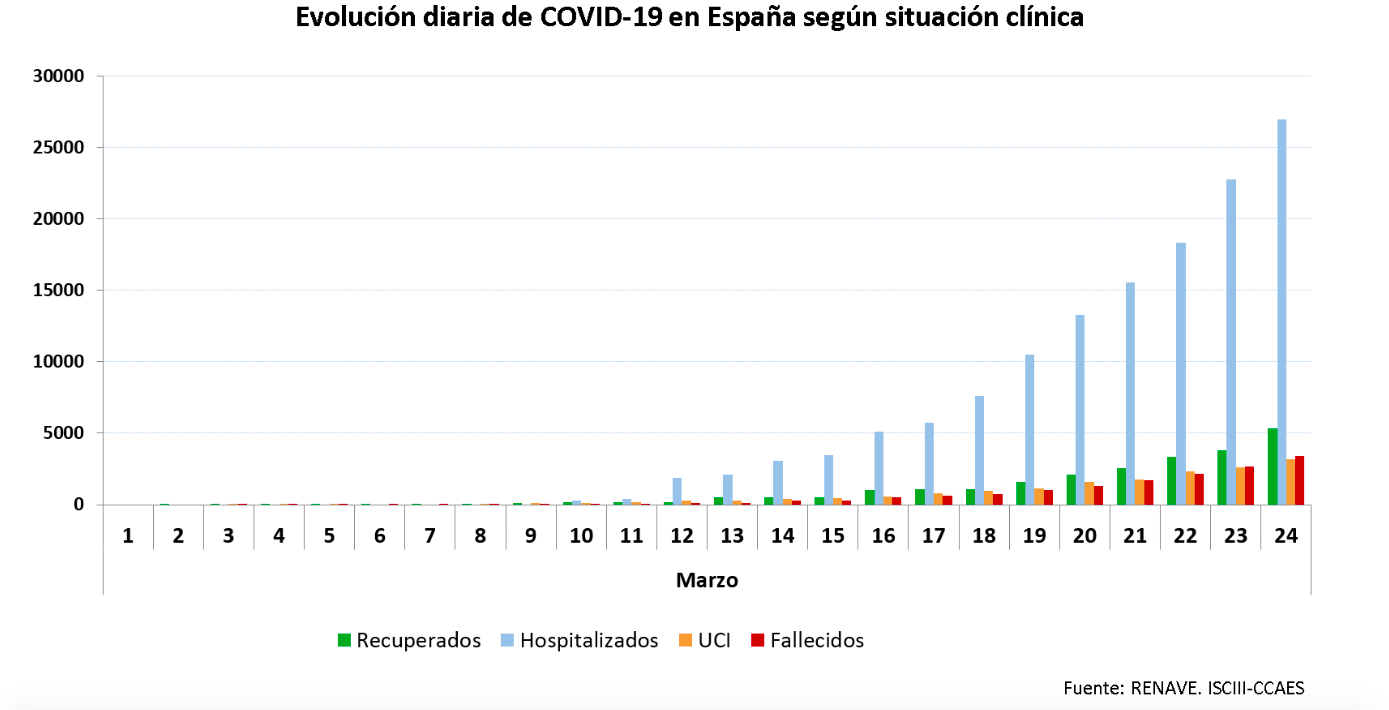 Evolución diaria de COVID-19 en España según situación clínica
30000
25000
20000
15000
10000
5000
0
1 2 3 4 5 6 7 8 9 10 11 12 13 14 15 16 17 18 19 20 21 22 23 24
Marzo
Recuperados Hospitalizados UCI Fallecidos
Fuente: RENAVE. ISCIII-CCAES